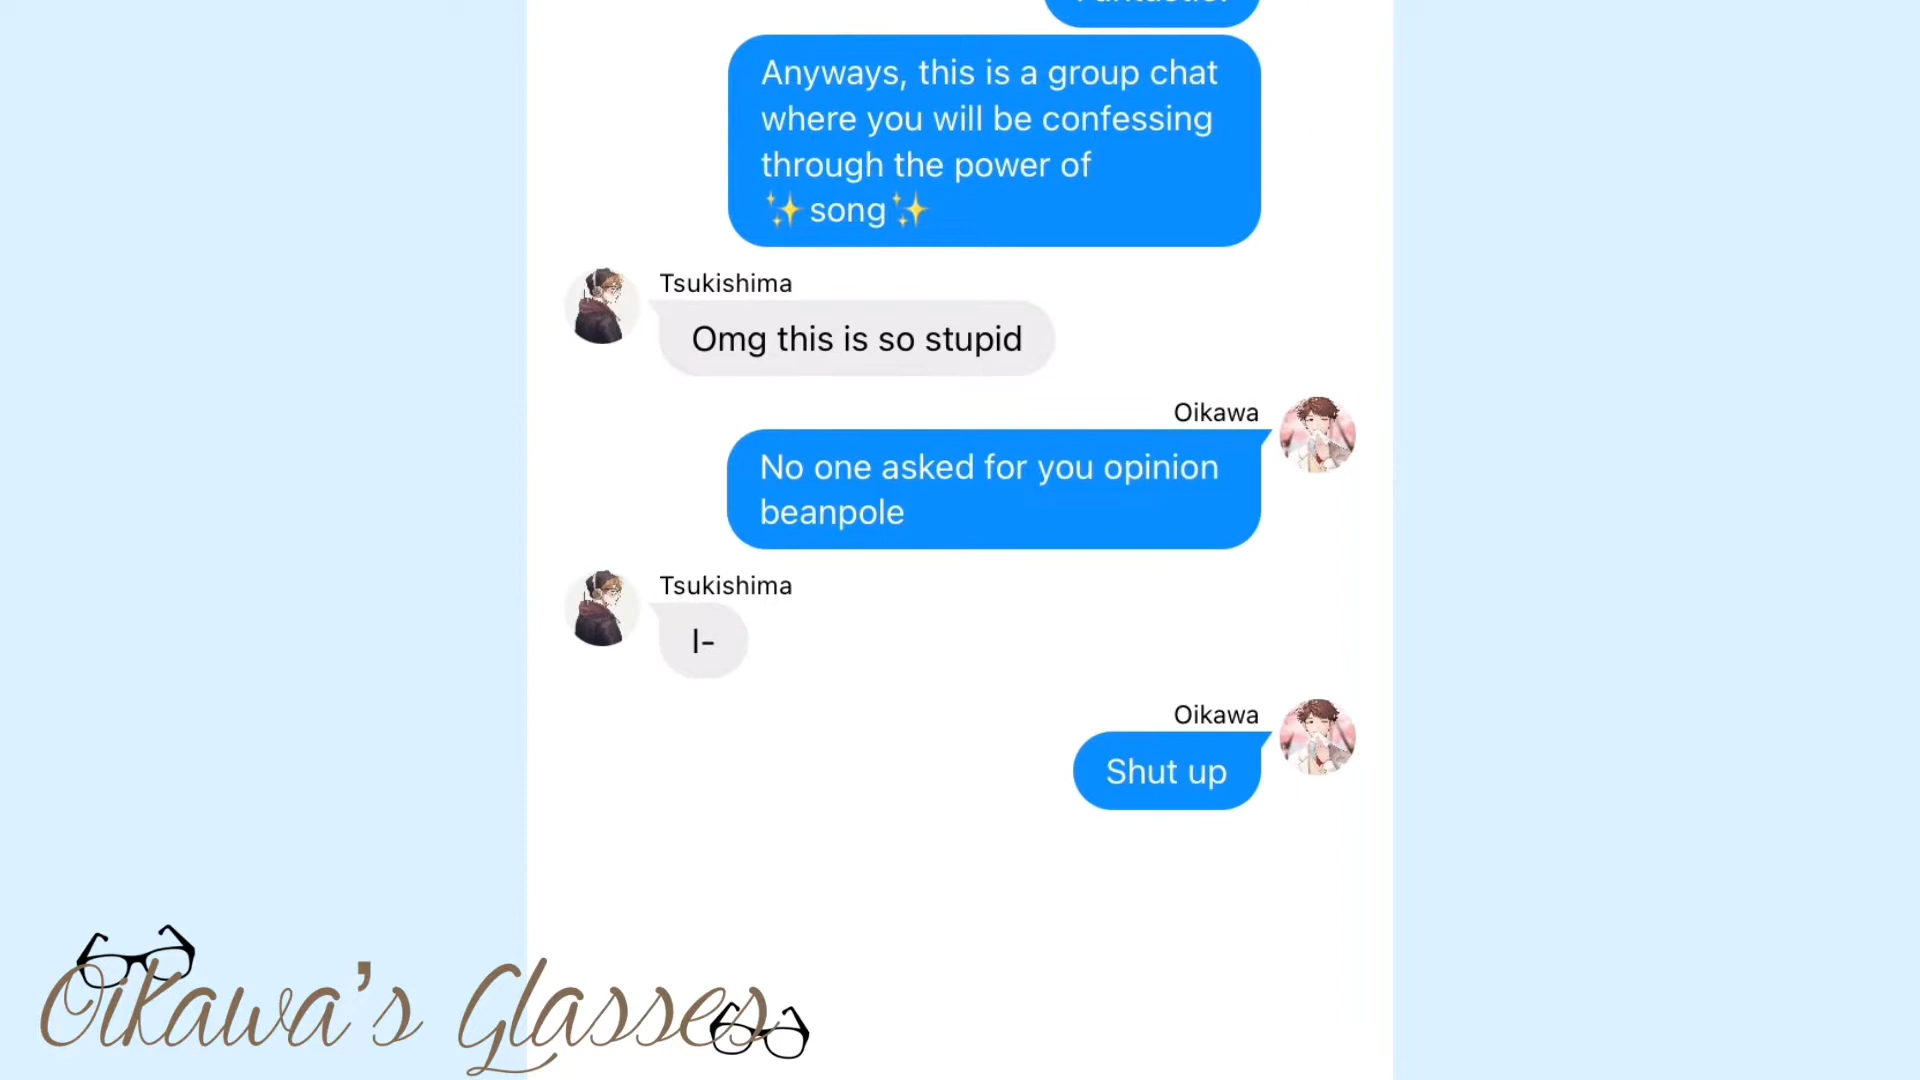 Anyways, this is a group chat
where you will be confessing
through the power of
✨song✨
Tsukishima
Omg this is so stupid
Oikawa
No one asked for you opinion
beanpole
Tsukishima
I-
Oikawa
Shut up
Oikawa's Glasses